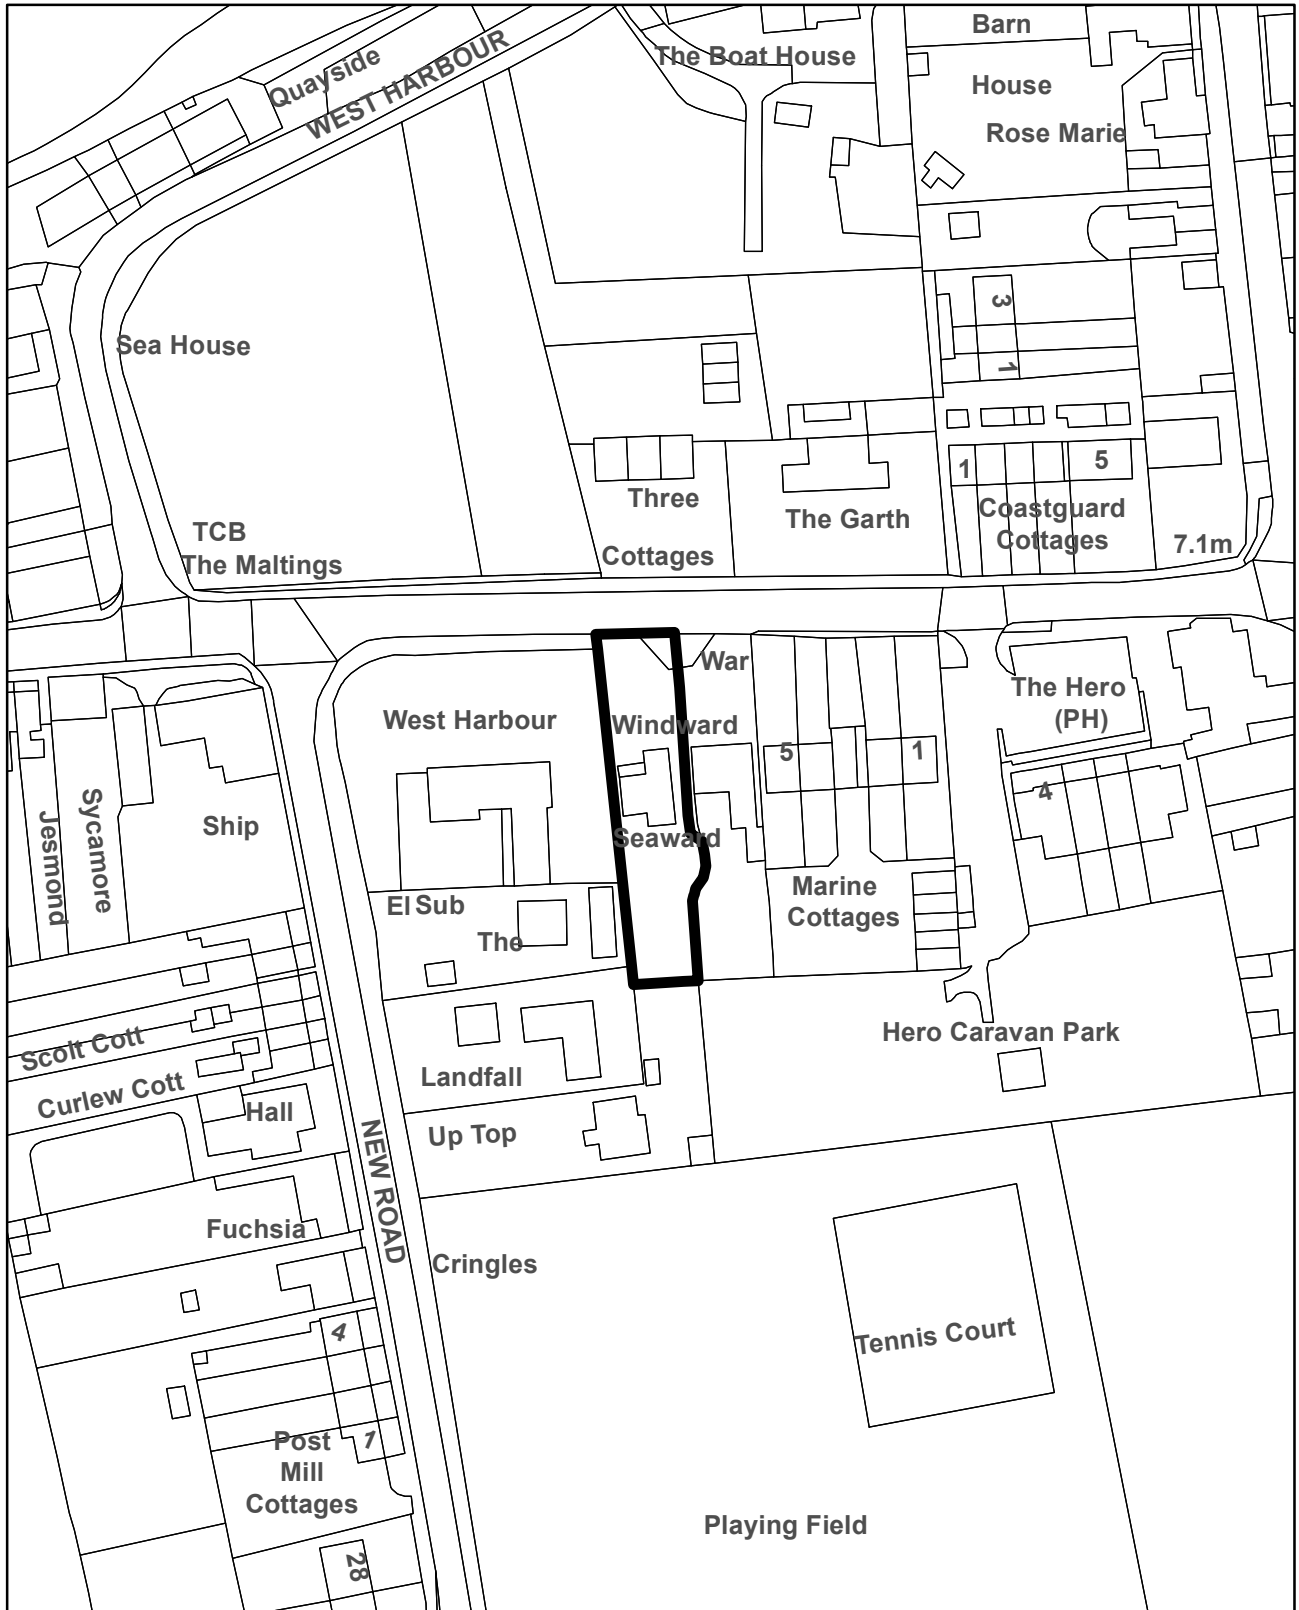 Quayside
WEST HARBOUR
The Boat House
Barn
House
Rose Marie
3
1
Sea House
1
5
Three
Cottages
The Garth
Coastguard
Cottages
7.1m
TCB
The Maltings
War
West Harbour
Windward
5
1
The Hero
(PH)
4
Jesmond
Sycamore
Ship
Seaward
Marine
Cottages
El Sub
The
Hero Caravan Park
Scolt Cott
Curlew Cott
Hall
Landfall
Up Top
NEW ROAD
Fuchsia
Cringles
4
1
Tennis Court
Post
Mill
Cottages
Playing Field
28